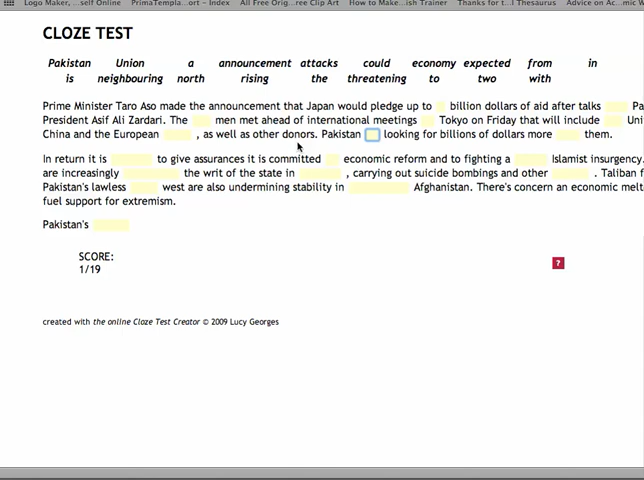 Logo Maker, ...self Online PrimaTempla...ort – Index All Free Orig...ree Clip Art How to Make...ish Trainer Thanks for t...l Thesaurus Advice on Ac...mic W
CLOZE TEST
Pakistan Union a announcement attacks could economy expected from in
is neighbouring north rising the threatening to two with
Prime Minister Taro Aso made the announcement that Japan would pledge up to billion dollars of aid after talks Pa
President Asif Ali Zardari. The men met ahead of international meetings Tokyo on Friday that will include Uni
China and the European , as well as other donors. Pakistan looking for billions of dollars more them.
In return it is to give assurances it is committed economic reform and to fighting a Islamist insurgency.
are increasingly the writ of the state in , carrying out suicide bombings and other . Taliban f
Pakistan's lawless west are also undermining stability in Afghanistan. There's concern an economic melt
fuel support for extremism.
Pakistan's
SCORE:
1/19
?
created with the online Cloze Test Creator © 2009 Lucy Georges